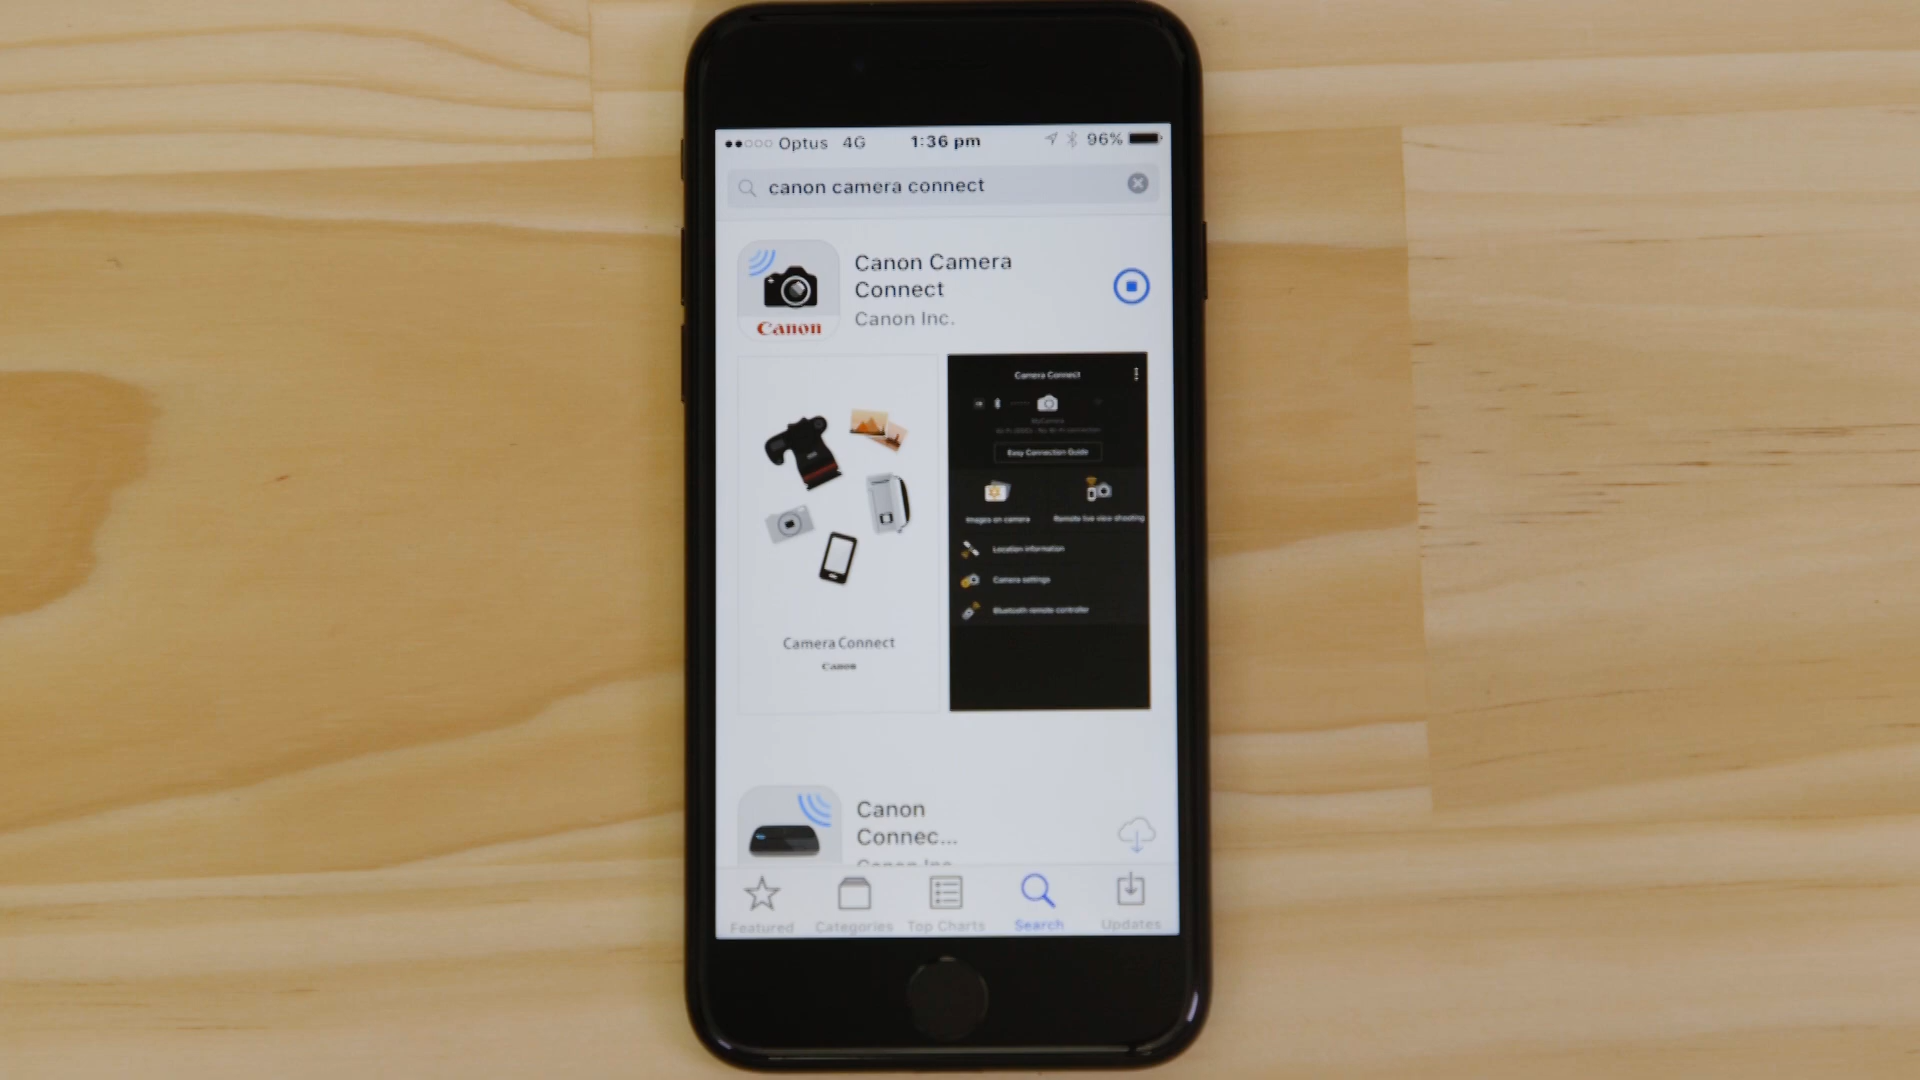 Optus 4G 1:36 pm 96%
canon camera connect
Canon Camera
Connect
Canon Inc.
Canon
Camera Connect
Canon
Camera Connect
Easy Connection Guide
Images on camera
Remote live view shooting
Location information
Camera settings
Bluetooth remote controller
Canon
Connec...
Canon Inc
Featured Categories Top Charts Search Updates